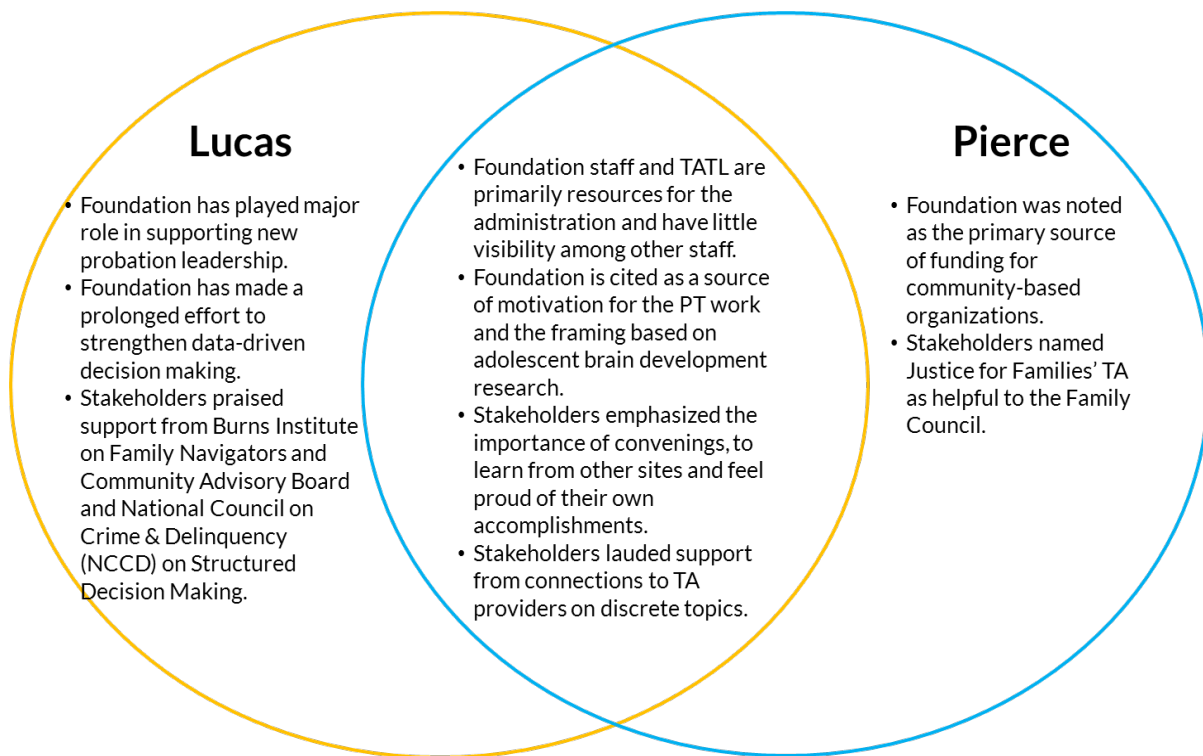 Lucas
• Foundation has played major
role in supporting new
probation leadership.
• Foundation has made a
prolonged effort to
strengthen data-driven
decision making.
• Stakeholders praised
support from Burns Institute
on Family Navigators and
Community Advisory Board
and National Council on
Crime & Delinquency
(NCCD) on Structured
Decision Making.
• Foundation staff and TATL are
primarily resources for the
administration and have little
visibility among other staff.
• Foundation is cited as a source
of motivation for the PT work
and the framing based on
adolescent brain development
research.
• Stakeholders emphasized the
importance of convenings, to
learn from other sites and feel
proud of their own
accomplishments.
• Stakeholders lauded support
from connections to TA
providers on discrete topics.
Pierce
• Foundation was noted
as the primary source
of funding for
community-based
organizations.
• Stakeholders named
Justice for Families’ TA
as helpful to the Family
Council.